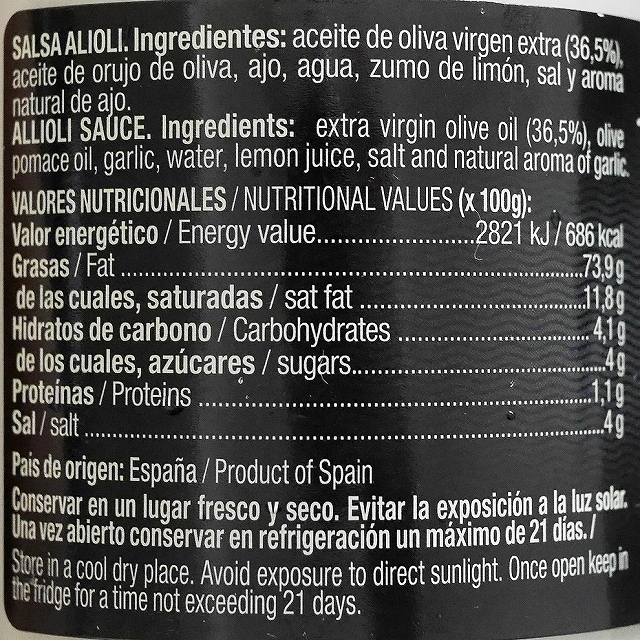 SALSA ALIOLI. Ingredientes: aceite de oliva virgen extra (36,5%),
aceite de orujo de oliva, ajo, agua, zumo de limón, sal y aroma
natural de ajo.
ALLIOLI SAUCE. Ingredients: extra virgin olive oil (36,5%), olive
pomace oil, garlic, water, lemon juice, salt and natural aroma of garlic.
VALORES NUTRICIONALES / NUTRITIONAL VALUES (x 100g):
Valor energético / Energy value........................2821 kJ / 686 kcal
Grasas / Fat ..........................................................73,9 g
de las cuales, saturadas / sat fat ................................11,8 g
Hidratos de carbono / Carbohydrates ............................ 4,1 g
de los cuales, azúcares / sugars....................................4 g
Proteínas / Proteins ................................................1,1 g
Sal / salt ...............................................................4 g
Pais de origen: España / Product of Spain
Conservar en un lugar fresco y seco. Evitar la exposición a la luz solar.
Una vez abierto conservar en refrigeración un máximo de 21 días. /
Store in a cool dry place. Avoid exposure to direct sunlight. Once open keep in
the fridge for a time not exceeding 21 days.